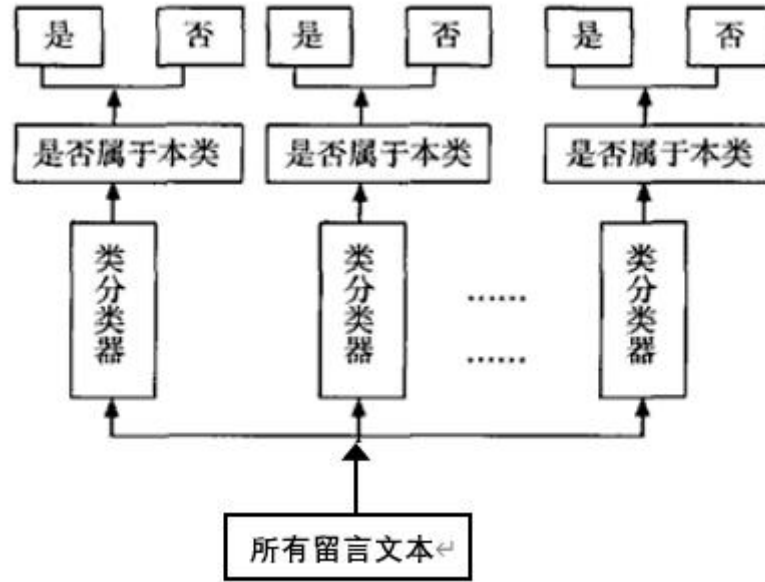 是 否 是 否 是 否
是否属于本类 是否属于本类 是否属于本类
类分类器 类分类器 …… 类分类器
……
所有留言文本↵